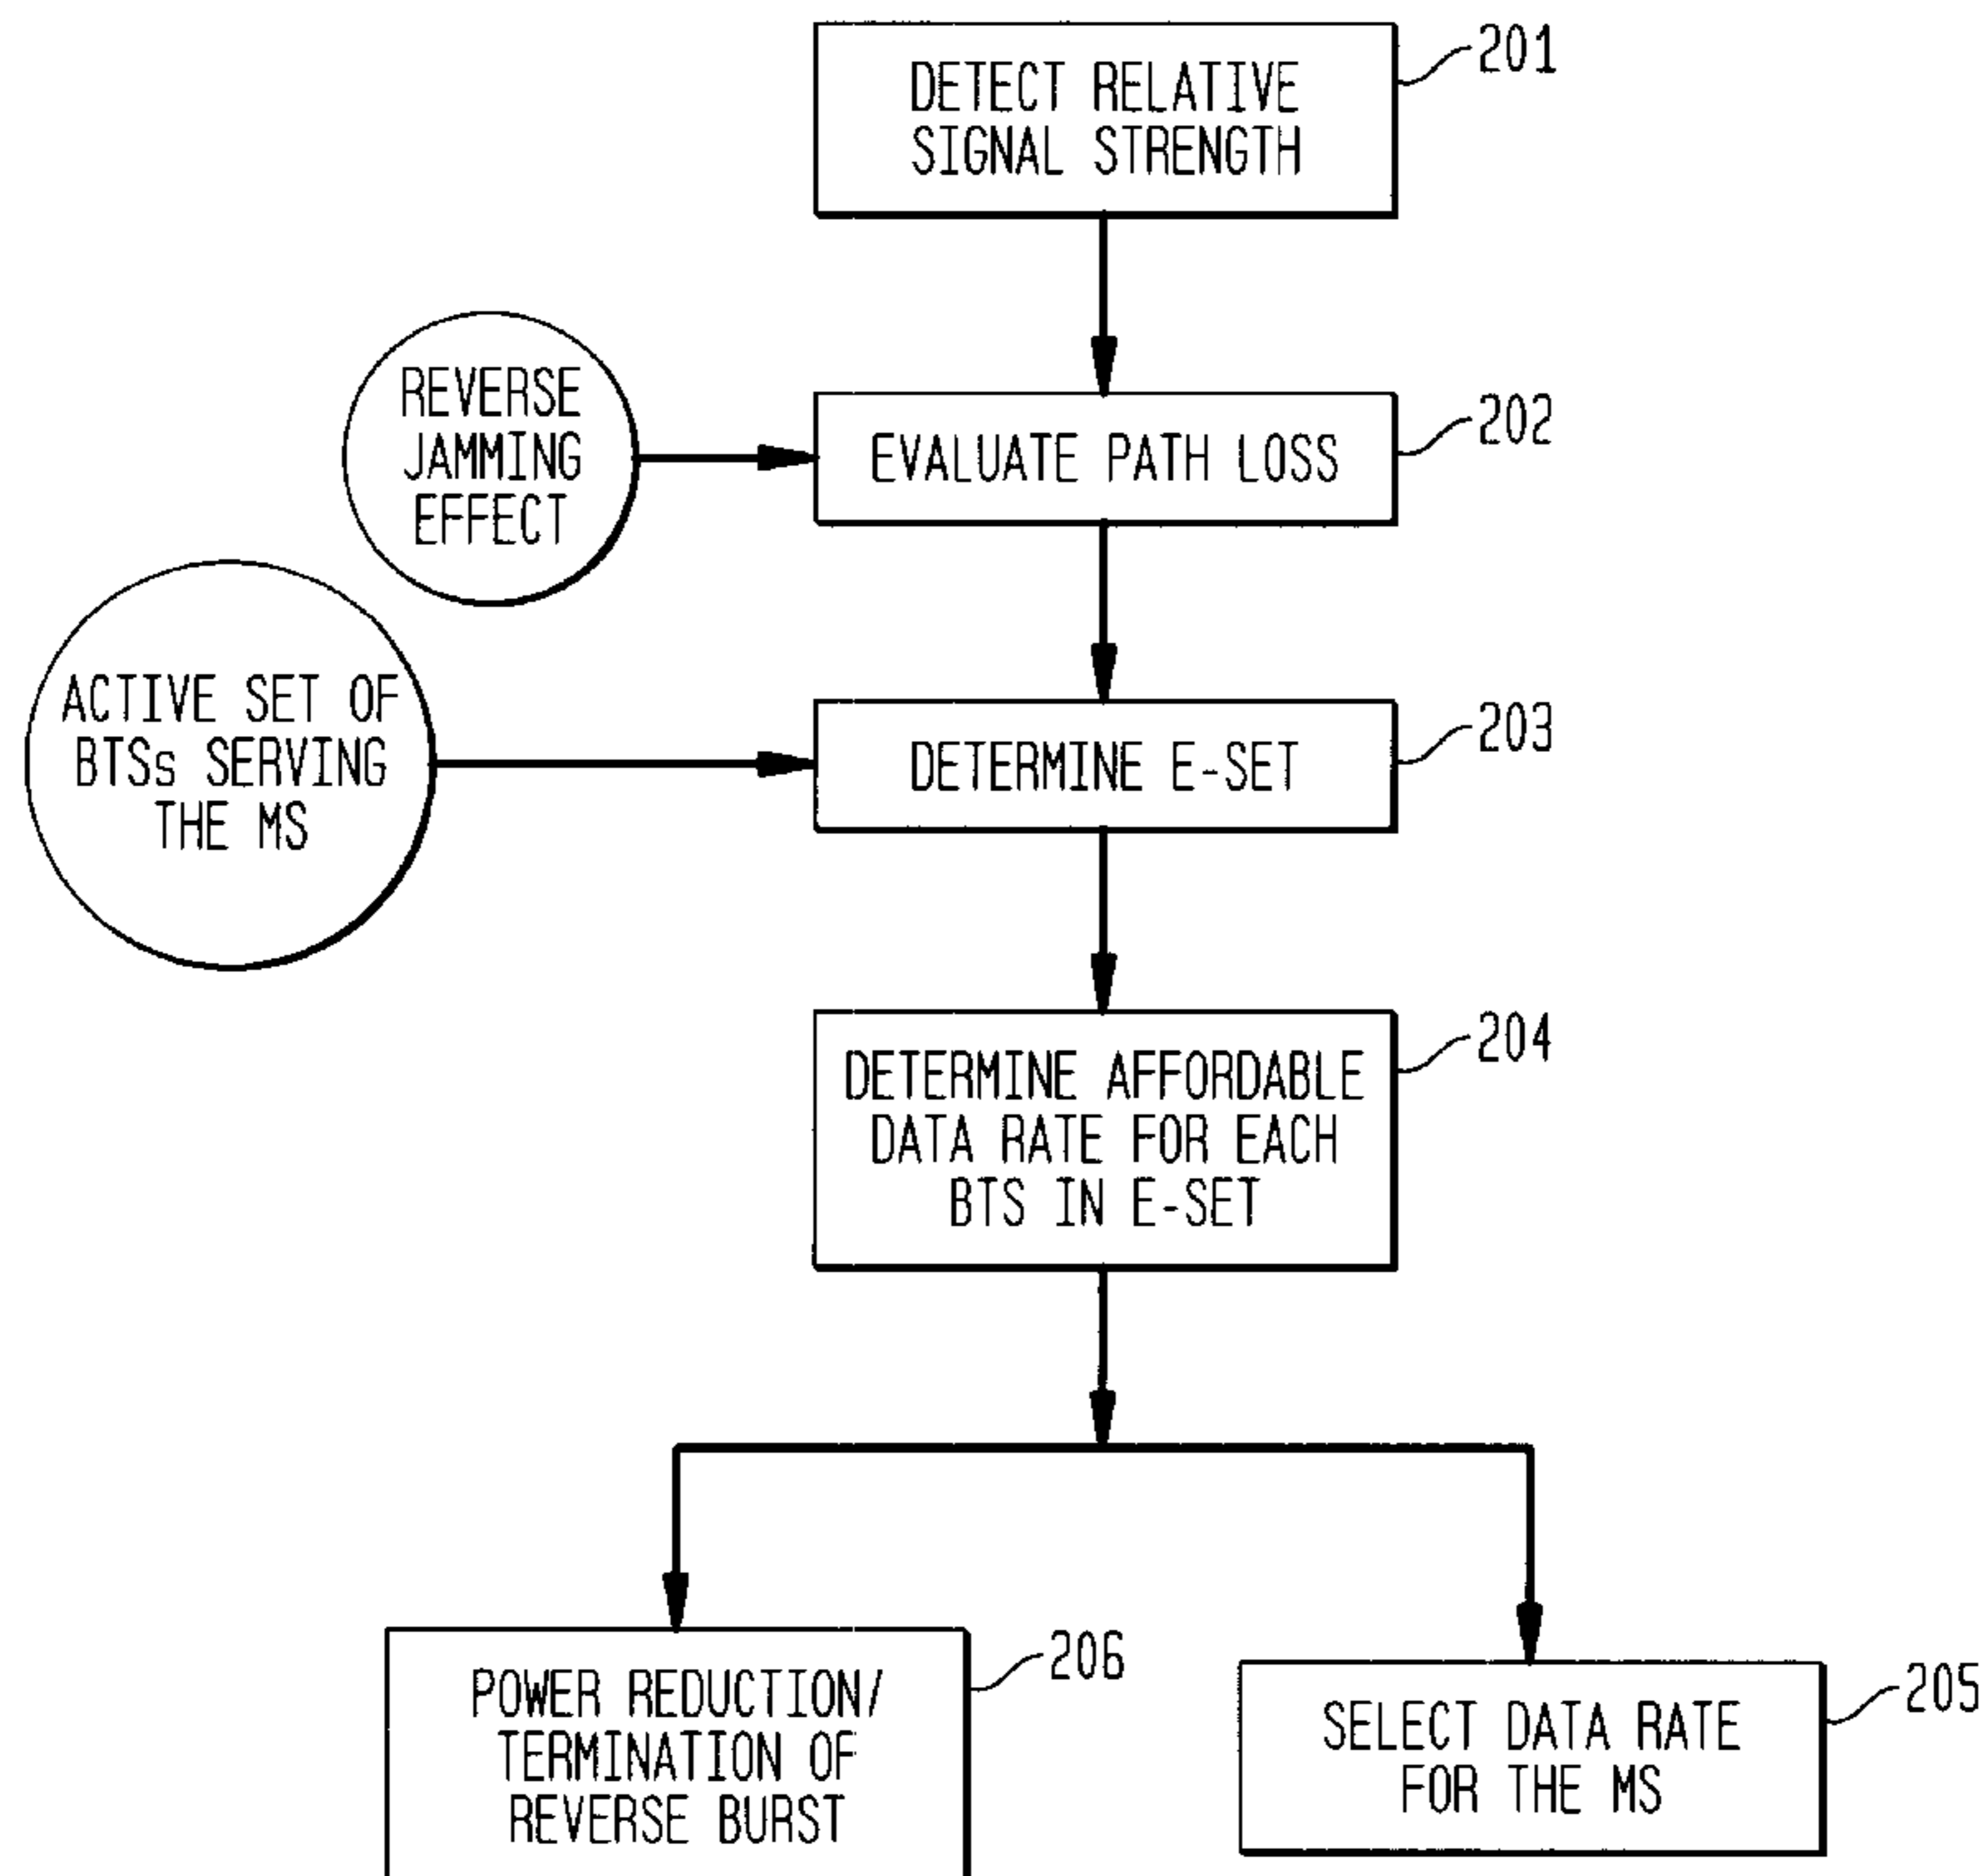 DETECT RELATIVE
SIGNAL STRENGTH
201
REVERSE
JAMMING
EFFECT
EVALUATE PATH LOSS
202
ACTIVE SET OF
BTSs SERVING
THE MS
DETERMINE E-SET
203
DETERMINE AFFORDABLE
DATA RATE FOR EACH
BTS IN E-SET
204
POWER REDUCTION/
TERMINATION OF
REVERSE BURST
206
SELECT DATA RATE
FOR THE MS
205